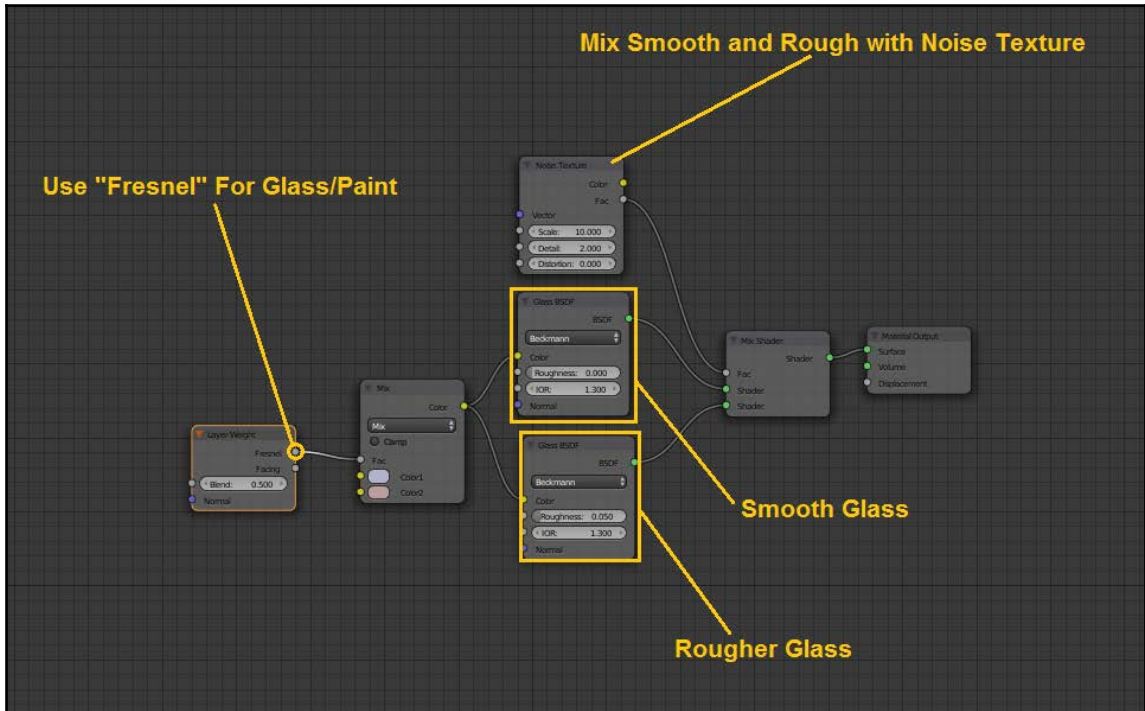 Mix Smooth and Rough with Noise Texture
Use "Fresnel" For Glass/Paint
Noise Texture
Color
Fac
Vector
Scale: 10.000
Detail: 2.000
Distortion: 0.000
Glass BSDF
BSDF
Beckmann
Color
Roughness: 0.000
IOR: 1.300
Normal
Mix Shader
Shader
Fac
Shader
Shader
Material Output
Surface
Volume
Displacement
Mix
Color
Mix
Clamp
Fac
Color1
Color2
Layer Weight
Fresnel
Facing
Blend: 0.500
Normal
Glass BSDF
BSDF
Beckmann
Color
Roughness: 0.050
IOR: 1.300
Normal
Smooth Glass
Rougher Glass